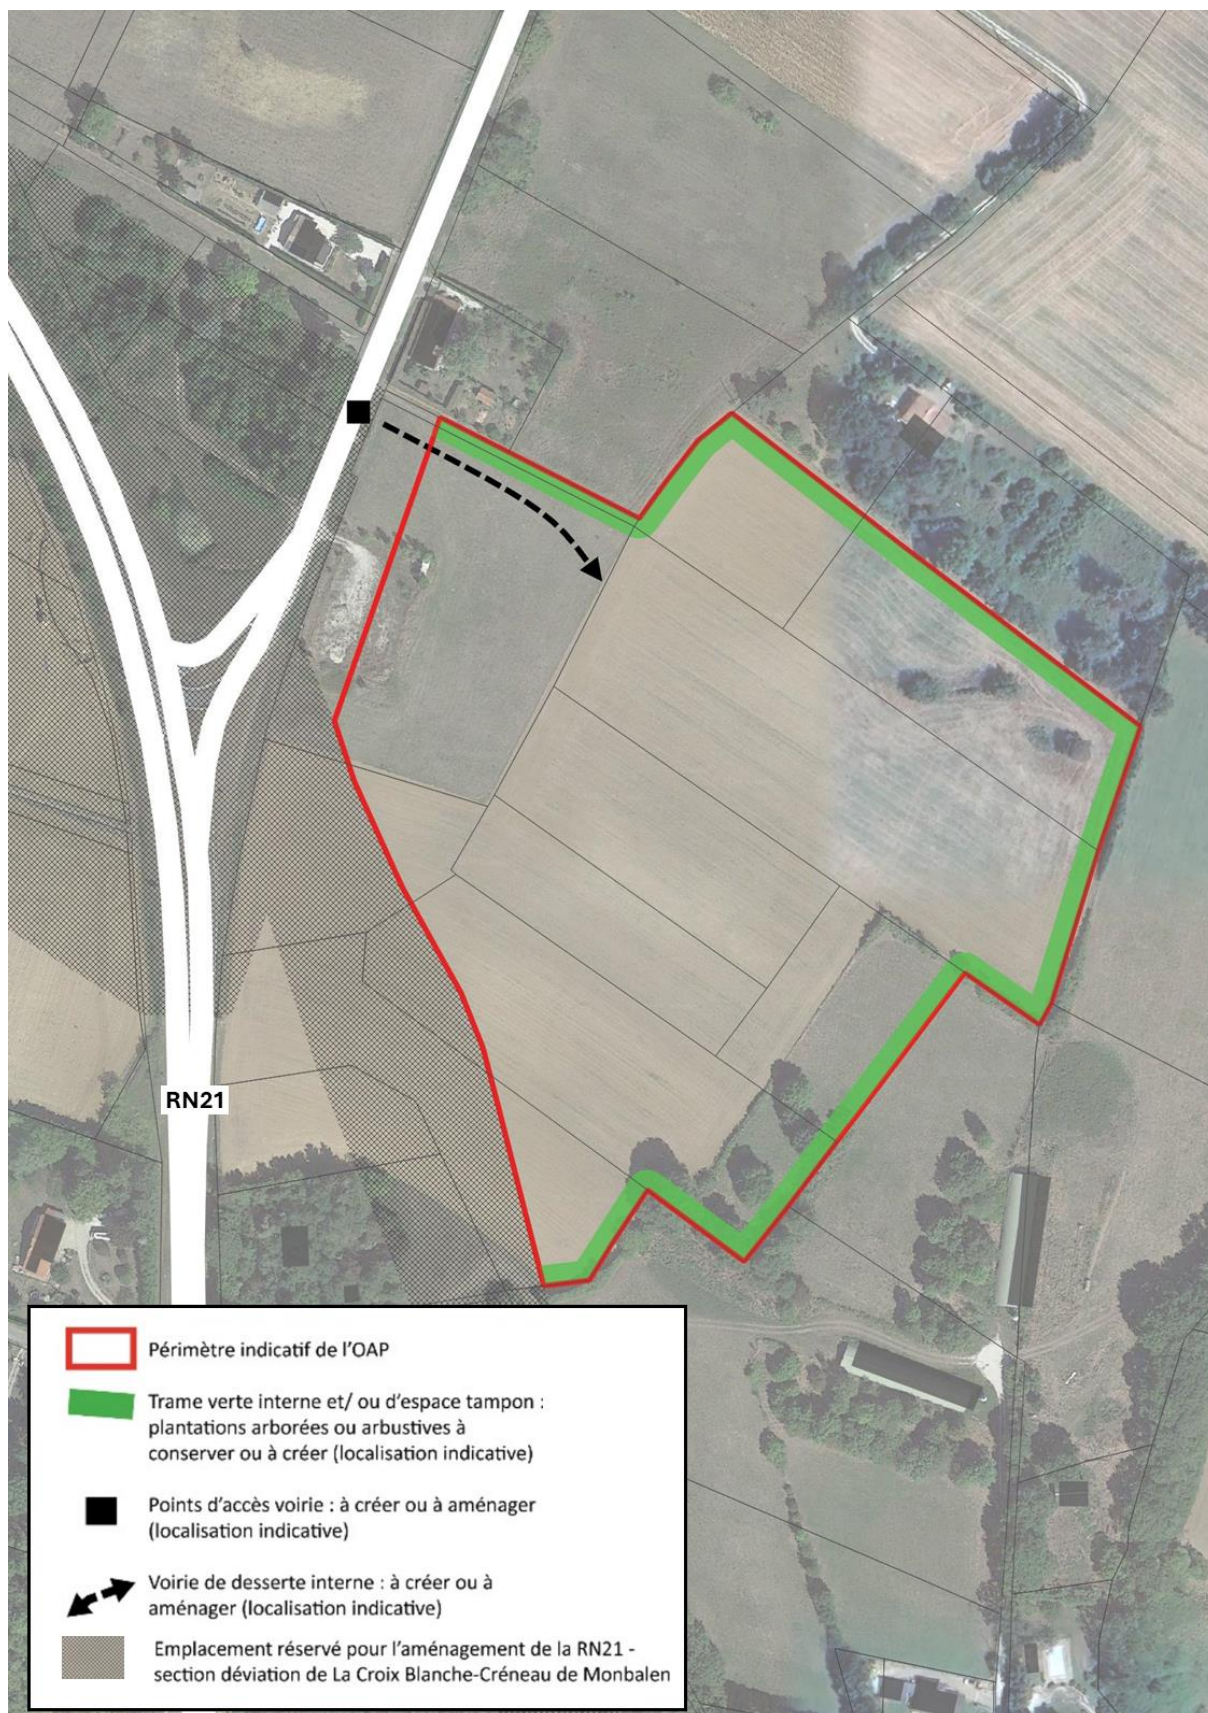 RN21
Périmètre indicatif de l'OAP
Trame verte interne et/ ou d'espace tampon :
plantations arborées ou arbustives à
conserver ou à créer (localisation indicative)
Points d'accès voirie : à créer ou à aménager
(localisation indicative)
Voirie de desserte interne : à créer ou à
aménager (localisation indicative)
Emplacement réservé pour l'aménagement de la RN21 -
section déviation de La Croix Blanche-Créneau de Monbalen